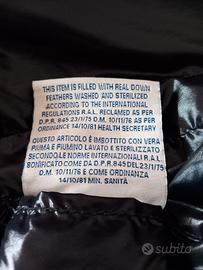 THIS ITEM IS FILLED WITH REAL DOWN
FEATHERS WASHED AND STERILIZED
ACCORDING TO THE INTERNATIONAL
REGULATIONS R.A.L. RECLAMED AS PER
D.P.R. 845 23/1/75 D.M. 10/11/76 AND
ORDINANCE 14/10/81 HEALTH SECRETARY
QUESTO ARTICOLO È IMBOTTITO CON VERA
PIUMA E PIUMINO LAVATO E STERILIZZATO
SECONDO LE NORME INTERNAZIONALI R.A.L.
BONIFICATO COME DA D.P.R. 845 DEL 23/1/75
D.M. 10/11/76 E COME ORDINANZA
14/10/81 MIN. SANITÀ
subito